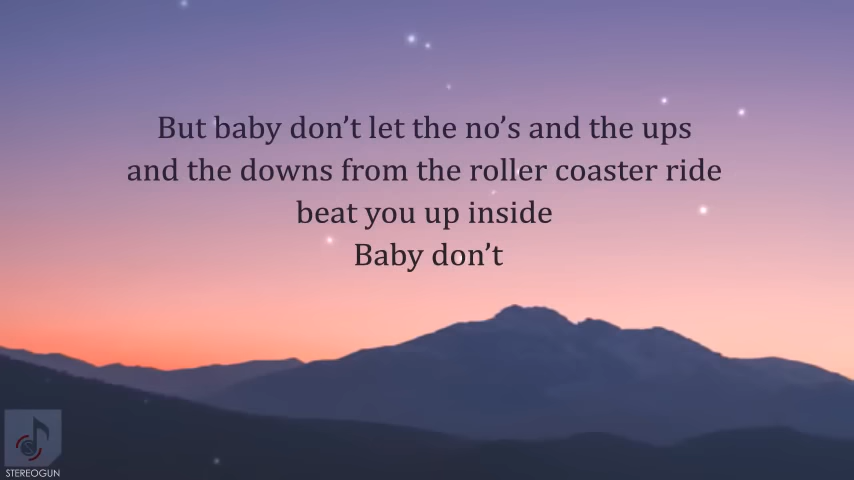 But baby don’t let the no’s and the ups
and the downs from the roller coaster ride
beat you up inside
Baby don’t
STEREOGUN